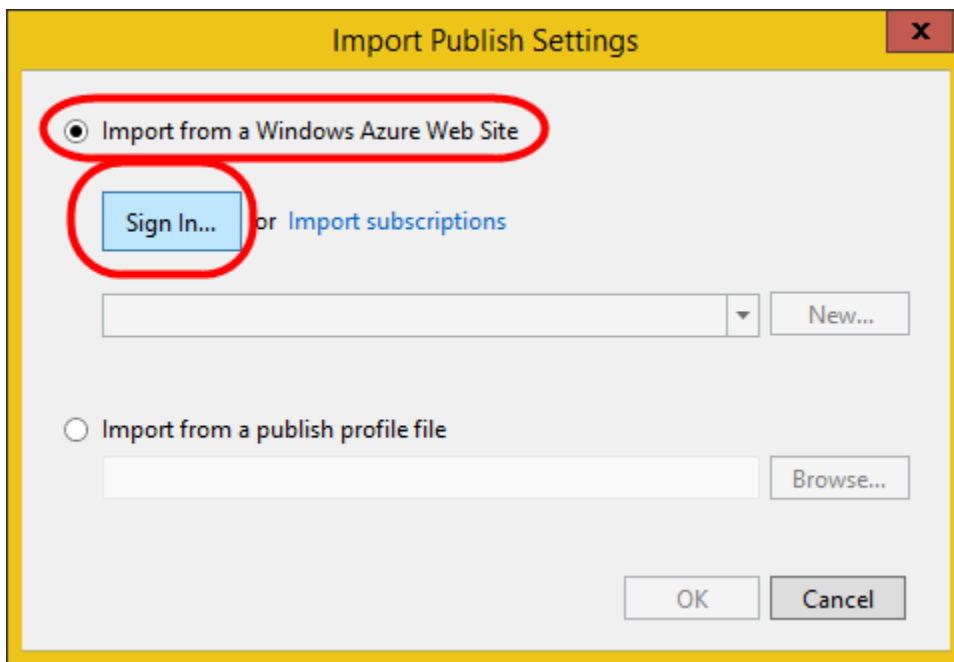 Import Publish Settings
x
Import from a Windows Azure Web Site
Sign In... or Import subscriptions
New...
Import from a publish profile file
Browse...
OK Cancel